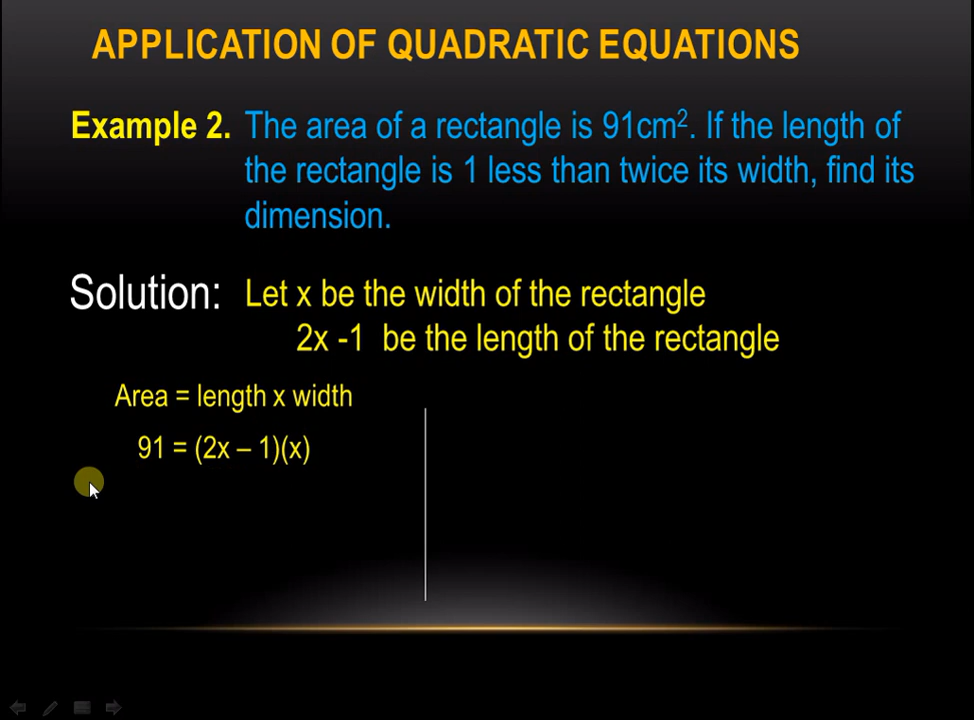 APPLICATION OF QUADRATIC EQUATIONS
Example 2. The area of a rectangle is 91cm². If the length of
the rectangle is 1 less than twice its width, find its
dimension.
Solution: Let x be the width of the rectangle
2x -1 be the length of the rectangle
Area = length x width
91 = (2x – 1)(x)